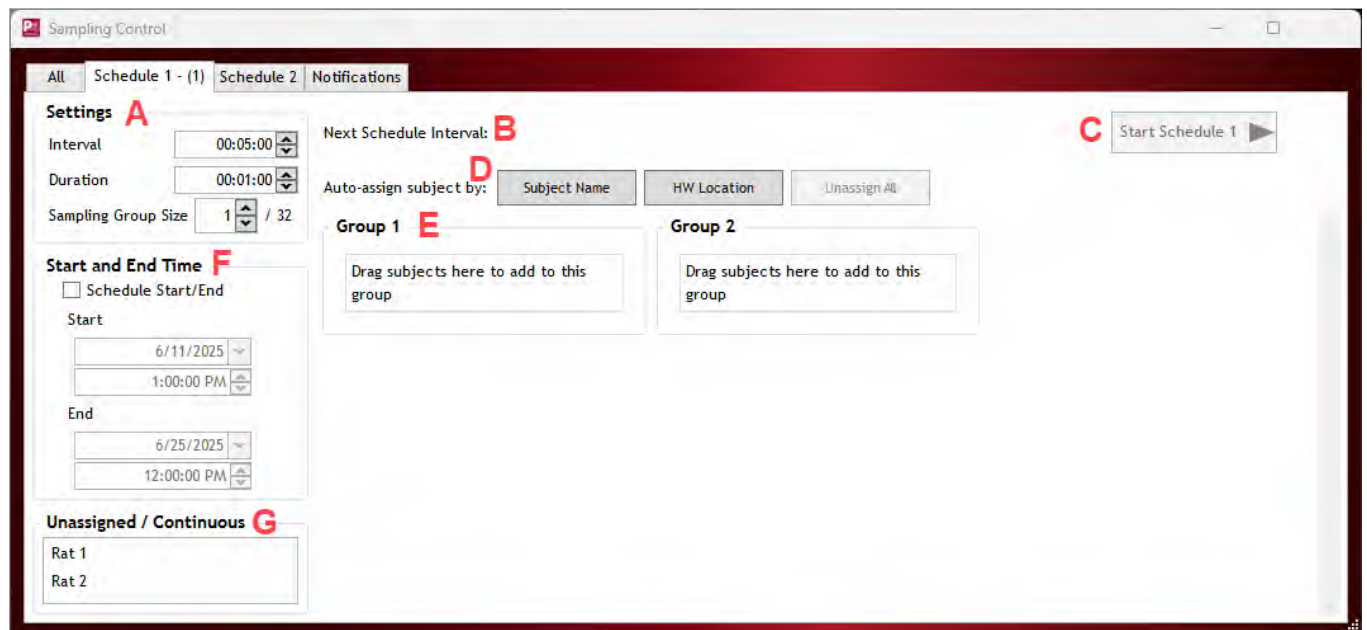 Sampling Control
All Schedule 1 - (1) Schedule 2 Notifications
Settings A
Interval 00:05:00
Duration 00:01:00
Sampling Group Size 1 / 32
Next Schedule Interval: B
C Start Schedule 1
D
Auto-assign subject by: Subject Name HW Location Unassign All
Group 1 E
Drag subjects here to add to this
group
Group 2
Drag subjects here to add to this
group
Start and End Time F
Schedule Start/End
Start
6/11/2025
1:00:00 PM
End
6/25/2025
12:00:00 PM
Unassigned / Continuous G
Rat 1
Rat 2